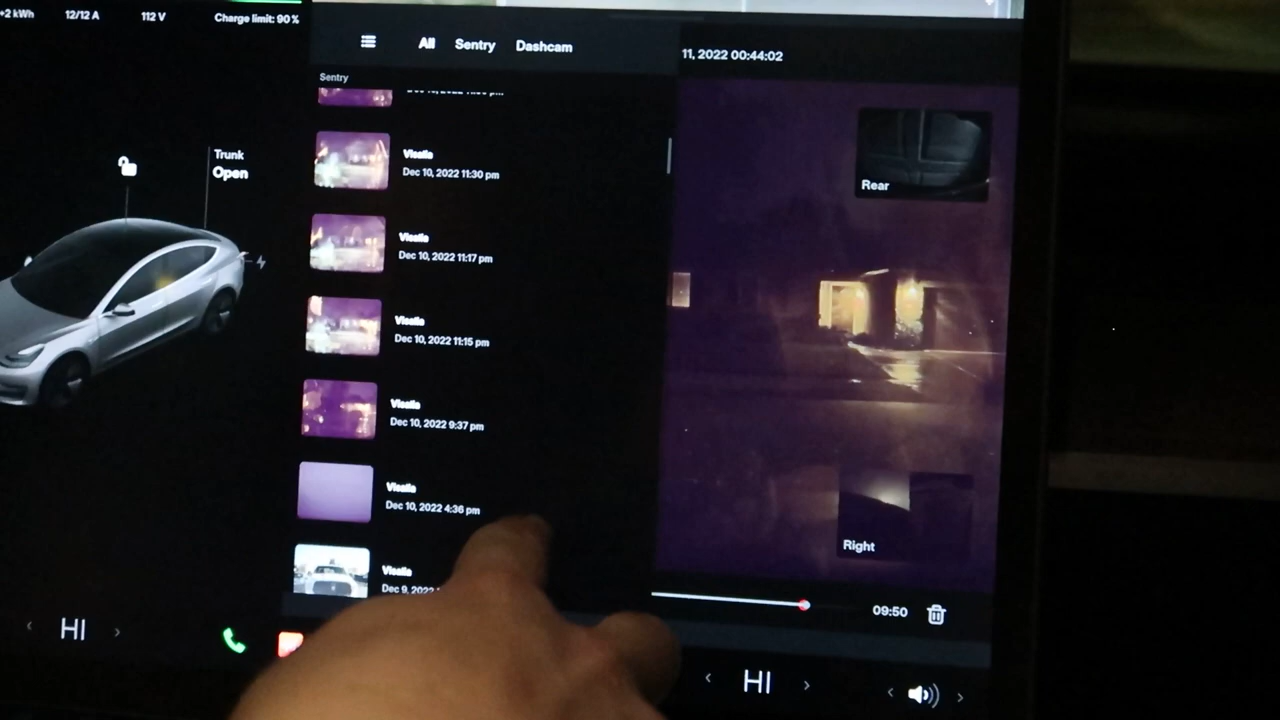 +2 kWh 12/12 A 112 V Charge limit: 90%
All Sentry Dashcam
11, 2022 00:44:02
Sentry
Trunk
Open
Visalia
Dec 10, 2022 11:30 pm
Visalia
Dec 10, 2022 11:17 pm
Visalia
Dec 10, 2022 11:15 pm
Visalia
Dec 10, 2022 9:37 pm
Visalia
Dec 10, 2022 4:36 pm
Visalia
Dec 9, 2022
Rear
Right
09:50
HI
HI